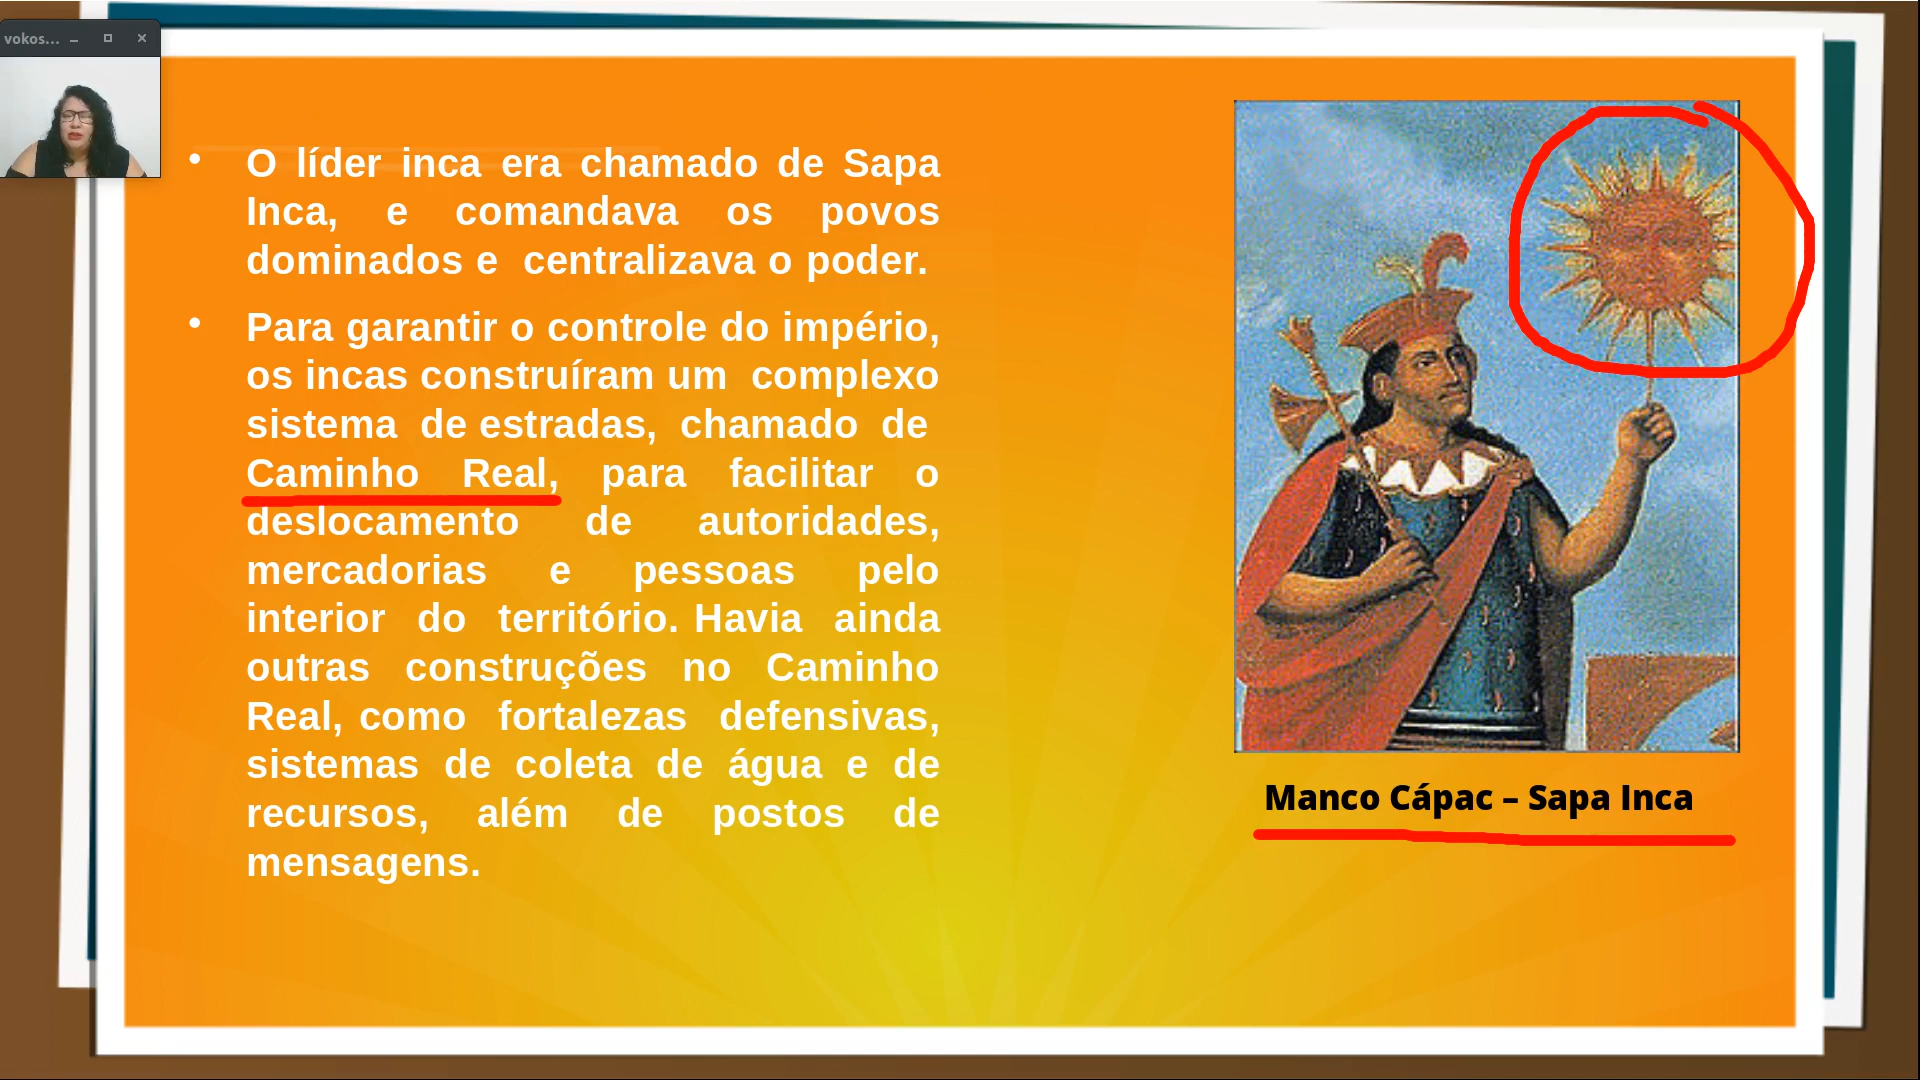 vokos...
O líder inca era chamado de Sapa
Inca, e comandava os povos
dominados e centralizava o poder.
Para garantir o controle do império,
os incas construíram um complexo
sistema de estradas, chamado de
Caminho Real, para facilitar o
deslocamento de autoridades,
mercadorias e pessoas pelo
interior do território. Havia ainda
outras construções no Caminho
Real, como fortalezas defensivas,
sistemas de coleta de água e de
recursos, além de postos de
mensagens.
Manco Cápac – Sapa Inca